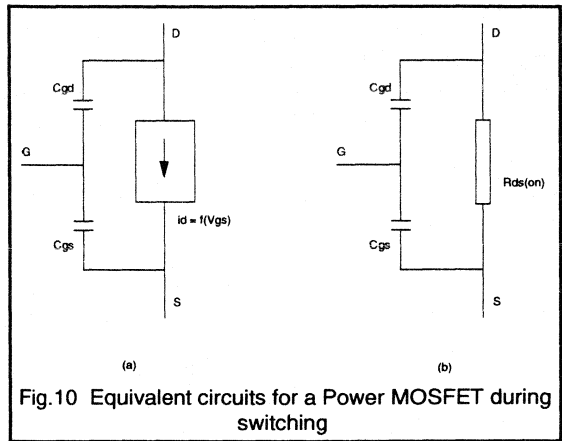 D
D
Cgd
Cgd
G
G
Rds(on)
id = f(Vgs)
Cgs
Cgs
S
S
(a)
(b)
Fig.10 Equivalent circuits for a Power MOSFET during
switching